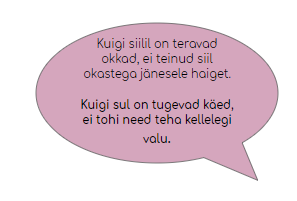 Kuigi siilil on teravad
okkad, ei teinud siil
okastega jänesele haiget.
Kuigi sul on tugevad käed,
ei tohi need teha kellelegi
valu.